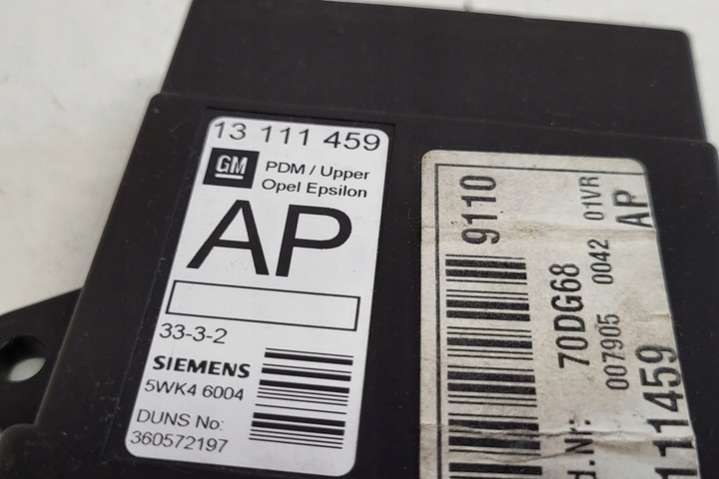 13 111 459
GM
PDM / Upper
Opel Epsilon
AP
33-3-2
SIEMENS
5WK4 6004
DUNS No:
360572197
9110
70DG68
007905 0042 01VR
AP
111459
d.Nr: